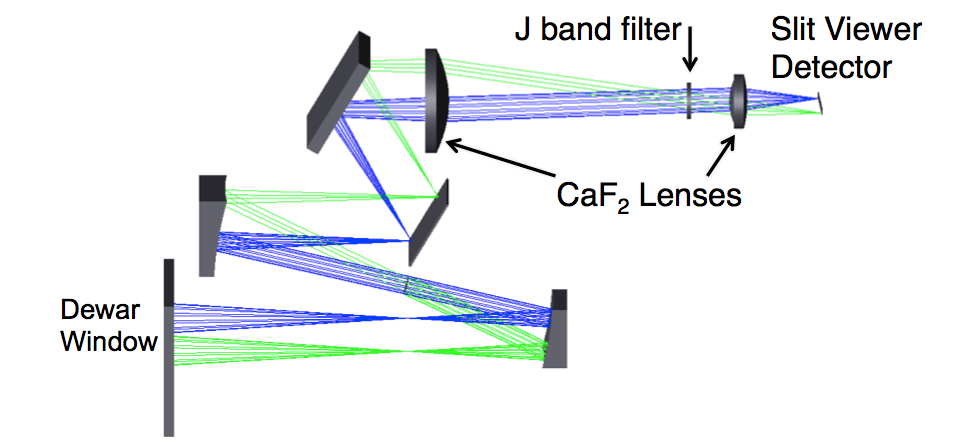 J band filter
Slit Viewer
Detector
CaF₂ Lenses
Dewar
Window